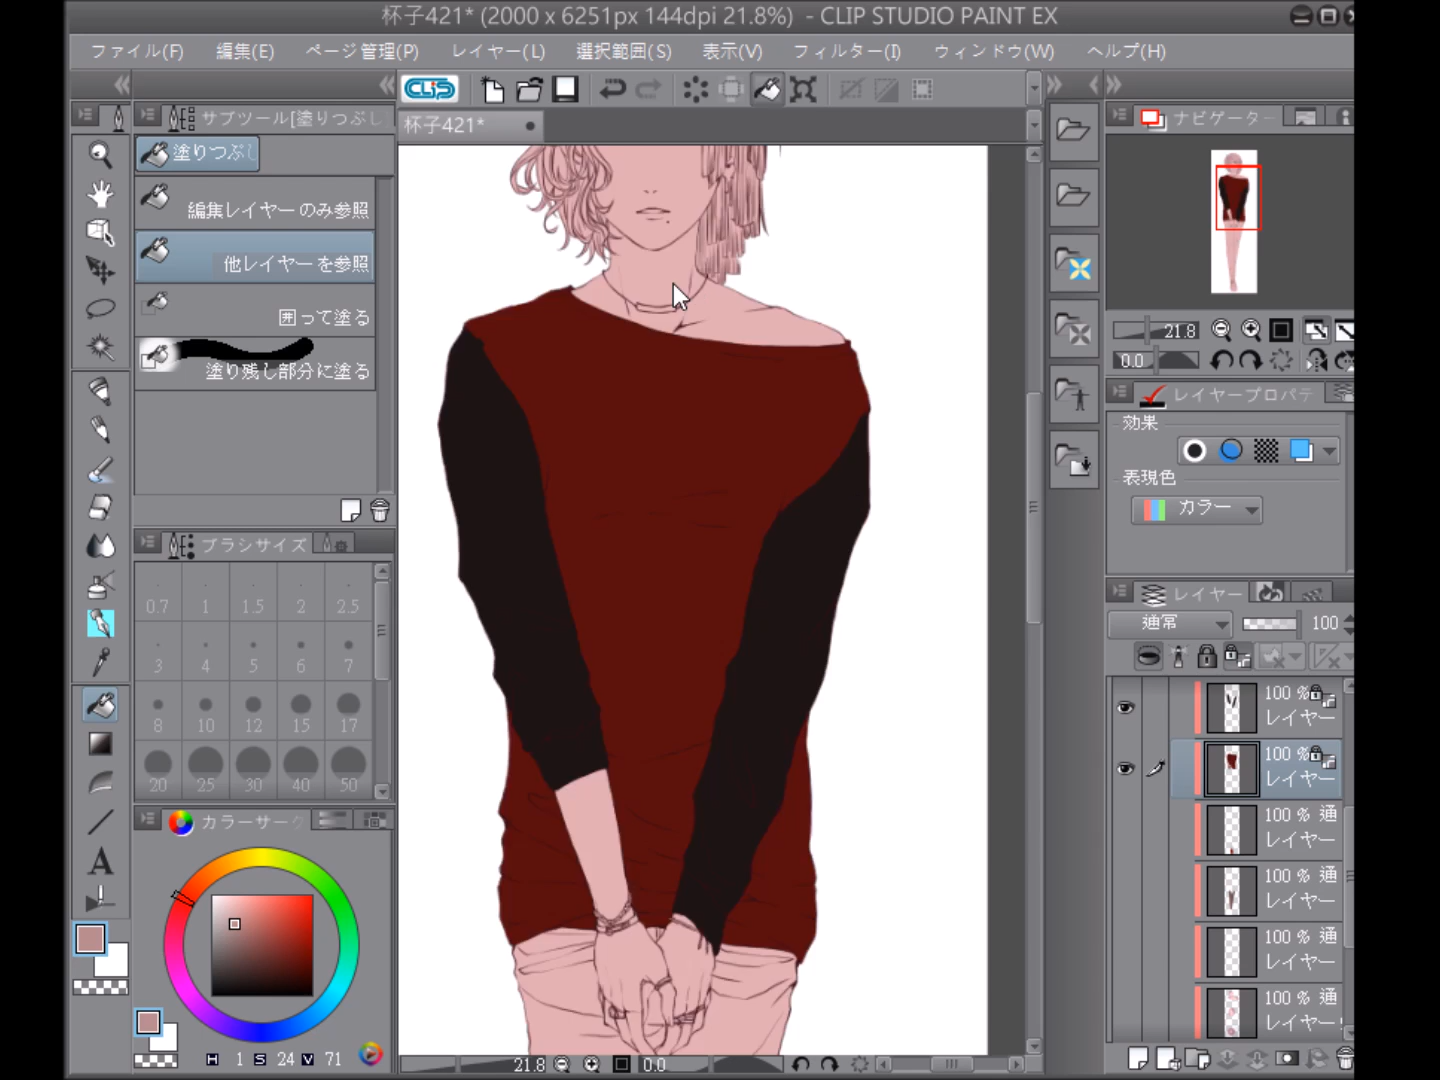 杯子421* (2000 x 6251px 144dpi 21.8%) - CLIP STUDIO PAINT EX
ファイル(F) 編集(E) ページ管理(P) レイヤー(L) 選択範囲(S) 表示(V) フィルター(I) ウィンドウ(W) ヘルプ(H)
CLiP
杯子421*
サブツール[塗りつぶし
塗りつぶし
編集レイヤーのみ参照
他レイヤーを参照
囲って塗る
塗り残し部分に塗る
ブラシサイズ
0.7 1 1.5 2 2.5
3 4 5 6 7
8 10 12 15 17
20 25 30 40 50
カラーサーク
H 1 S 24 V 71
21.8 0.0
ナビゲーター
21.8
0.0
レイヤープロパテ
効果
表現色
カラー
レイヤー
通常 100
100 %
レイヤー
100 %
レイヤー
100 % 通
レイヤー
100 % 通
レイヤー
100 % 通
レイヤー
100 % 通
レイヤー